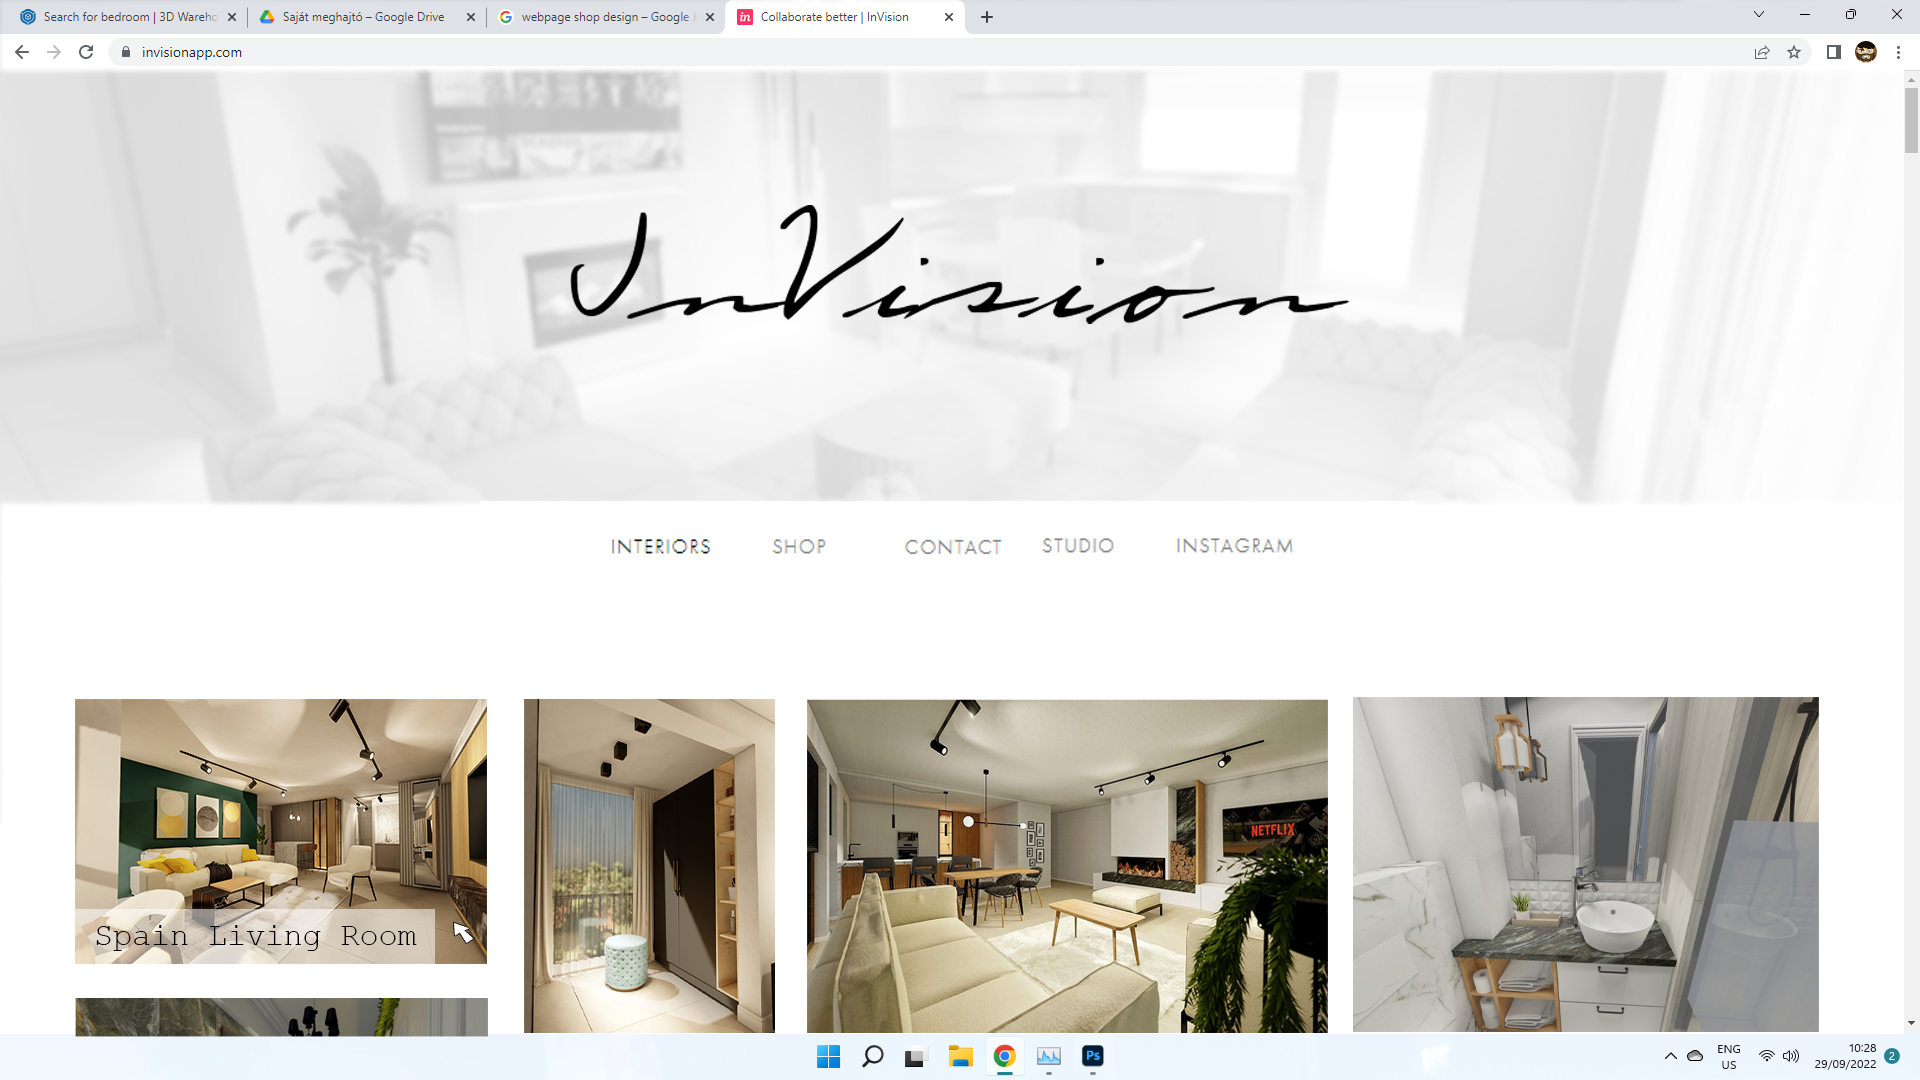 Search for bedroom | 3D Wareho
Saját meghajtó – Google Drive
webpage shop design – Google
Collaborate better | InVision
invisionapp.com
InVision
INTERIORS SHOP CONTACT STUDIO INSTAGRAM
NETFLIX
Spain Living Room
Ps
ENG
US
10:28
29/09/2022
2